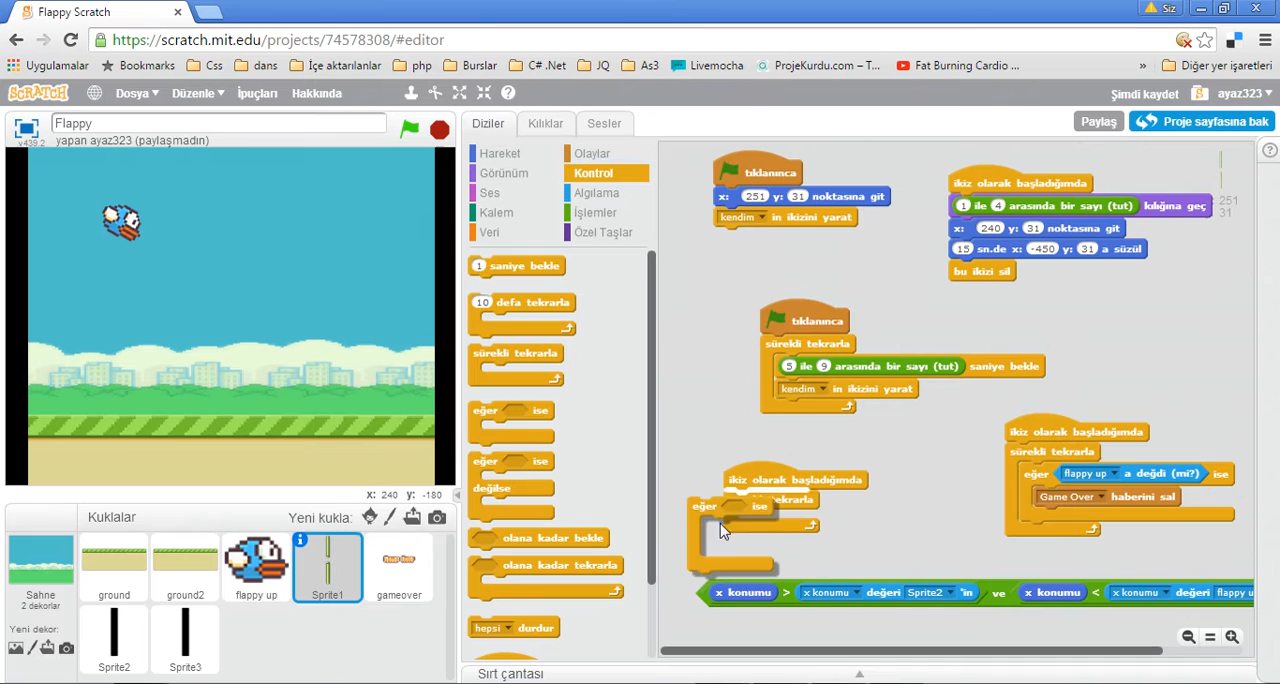 Flappy Scratch
Siz
https://scratch.mit.edu/projects/74578308/#editor
Uygulamalar Bookmarks Css dans İçe aktarılanlar php Burslar C# .Net JQ As3 Livemocha ProjeKurdu.com – T... Fat Burning Cardio ... » Diğer yer işaretleri
SCRATCH Dosya Düzenle İpuçları Hakkında Şimdi kaydet ayaz323
Flappy
yapan ayaz323 (paylaşmadın)
v439.2
Diziler Kılıklar Sesler
Paylaş Proje sayfasına bak
Hareket Olaylar
Görünüm Kontrol
Ses Algılama
Kalem İşlemler
Veri Özel Taşlar
1 saniye bekle
10 defa tekrarla
sürekli tekrarla
eğer ise
eğer ise
değilse
olana kadar bekle
olana kadar tekrarla
hepsi durdur
tıklanınca
x: 251 y: 31 noktasına git
kendim in ikizini yarat
ikiz olarak başladığımda
1 ile 4 arasında bir sayı (tut) kılığına geç
x: 240 y: 31 noktasına git
15 sn.de x: -450 y: 31 a süzül
bu ikizi sil
251
31
tıklanınca
sürekli tekrarla
5 ile 9 arasında bir sayı (tut) saniye bekle
kendim in ikizini yarat
ikiz olarak başladığımda
sürekli tekrarla
eğer flappy up a değdi (mi?) ise
Game Over haberini sal
ikiz olarak başladığımda
tekrarla
eğer ise
x konumu > x konumu değeri Sprite2 'in ve x konumu < x konumu değeri flappy u
x: 240 y: -180
Kuklalar Yeni kukla:
Sahne
2 dekorlar
Yeni dekor:
ground ground2 flappy up Sprite1 gameover
Sprite2 Sprite3
Sırt çantası